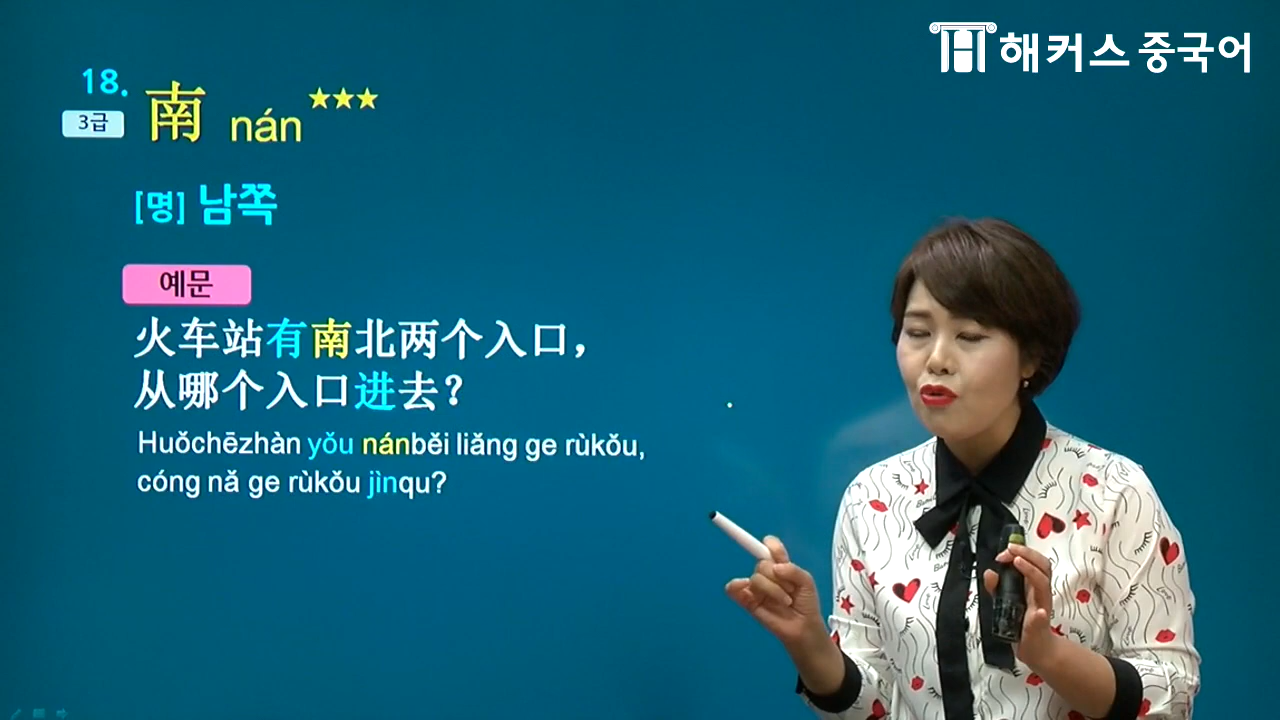 해커스 중국어
18.
3급
南 nán ★★★
[명] 남쪽
예문
火车站有南北两个入口，
从哪个入口进去？
Huǒchēzhàn yǒu nánběi liǎng ge rùkǒu,
cóng nǎ ge rùkǒu jìnqu?